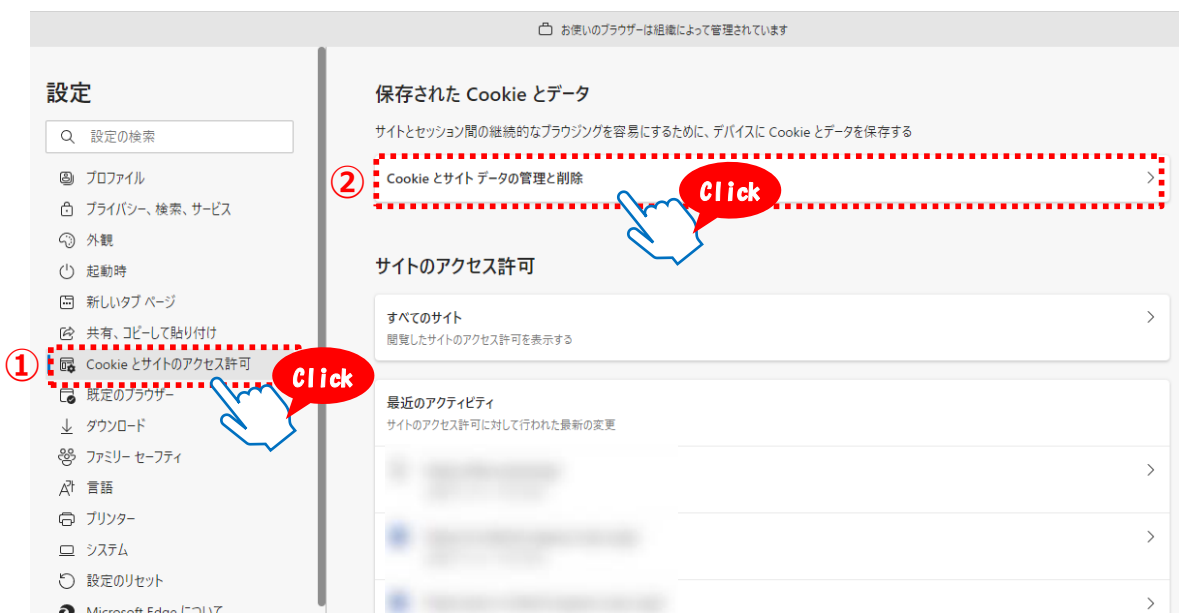 お使いのブラウザーは組織によって管理されています
設定
設定の検索
プロファイル
プライバシー、検索、サービス
外観
起動時
新しいタブ ページ
共有、コピーして貼り付け
① Cookie とサイトのアクセス許可
Click
既定のブラウザー
ダウンロード
ファミリー セーフティ
言語
プリンター
システム
設定のリセット
Microsoft Edge について
保存された Cookie とデータ
サイトとセッション間の継続的なブラウジングを容易にするために、デバイスに Cookie とデータを保存する
② Cookie とサイト データの管理と削除
Click
サイトのアクセス許可
すべてのサイト
閲覧したサイトのアクセス許可を表示する
最近のアクティビティ
サイトのアクセス許可に対して行われた最新の変更